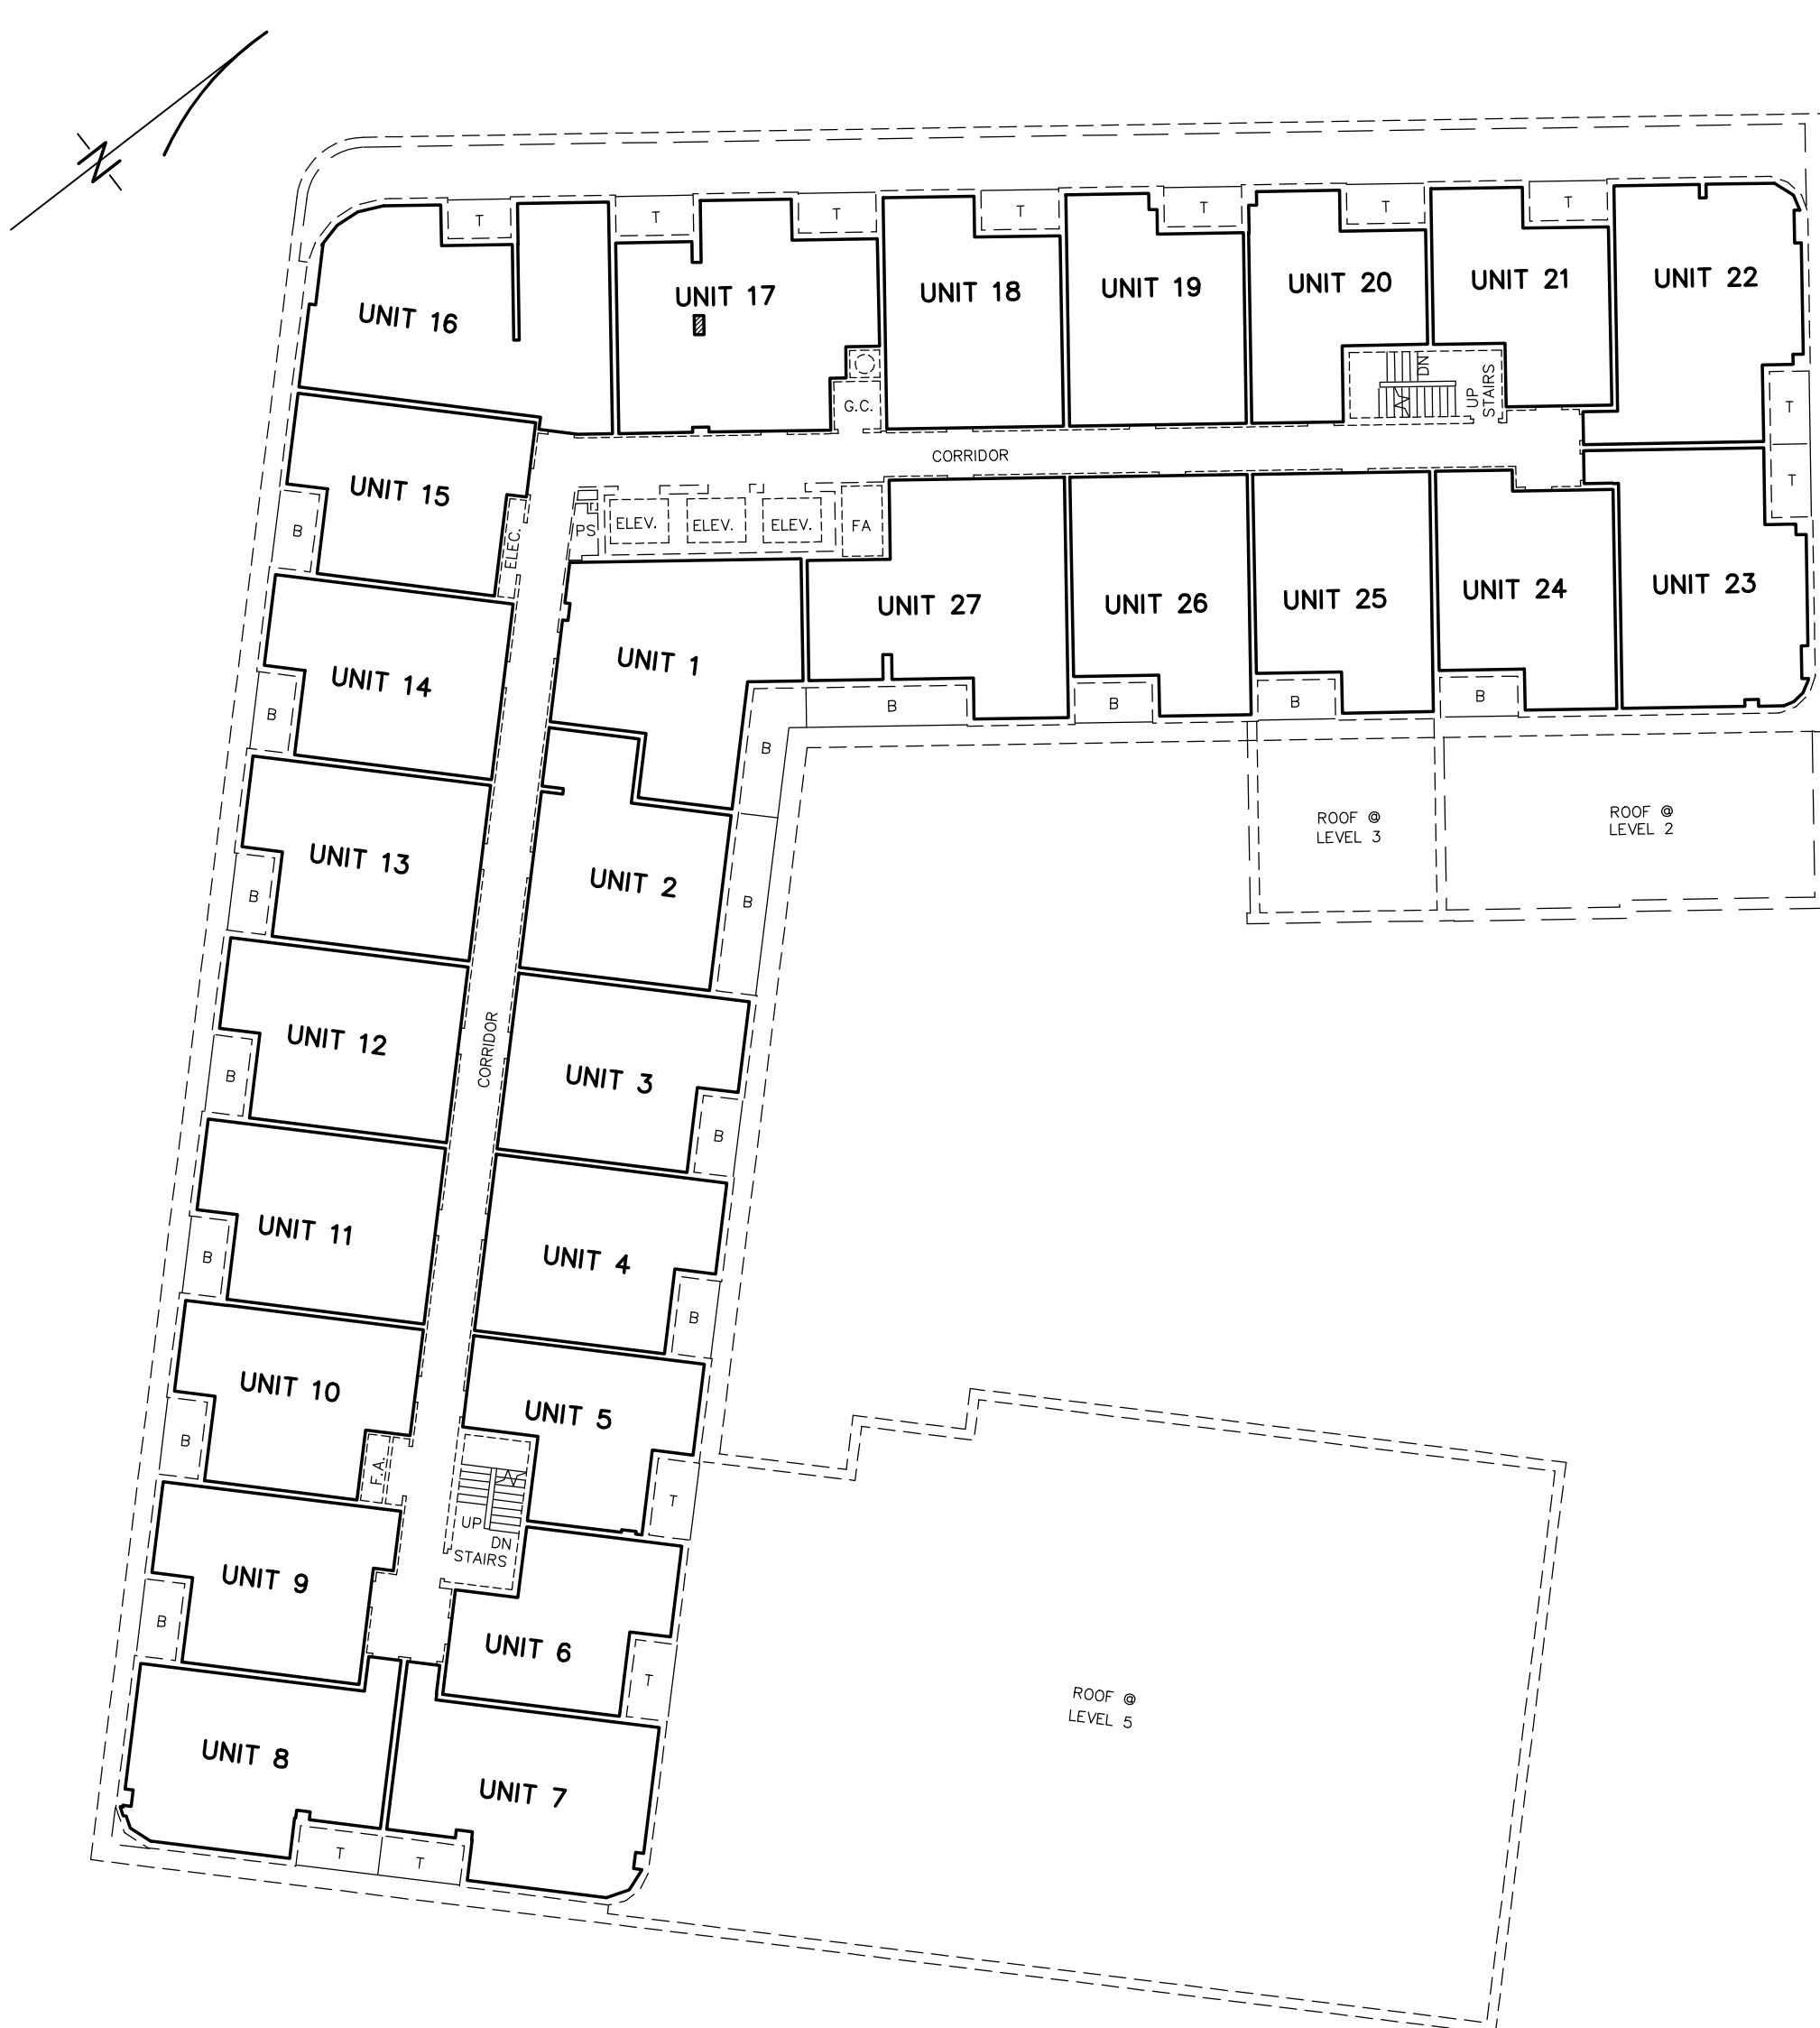 N
T
T
T
T
T
T
T
UNIT 16
UNIT 17
UNIT 18
UNIT 19
UNIT 20
UNIT 21
UNIT 22
DN
UP
STAIRS
G.C.
T
T
CORRIDOR
UNIT 15
B
ELEC.
PS
ELEV.
ELEV.
ELEV.
FA
UNIT 27
UNIT 26
UNIT 25
UNIT 24
UNIT 23
UNIT 1
UNIT 14
B
B
B
B
B
B
B
UNIT 2
UNIT 13
B
B
ROOF @
LEVEL 3
ROOF @
LEVEL 2
UNIT 12
B
CORRIDOR
UNIT 3
B
UNIT 11
B
UNIT 4
B
UNIT 10
B
F.A.
UNIT 5
T
UP
DN
STAIRS
UNIT 9
B
UNIT 6
T
UNIT 8
UNIT 7
T
T
ROOF @
LEVEL 5